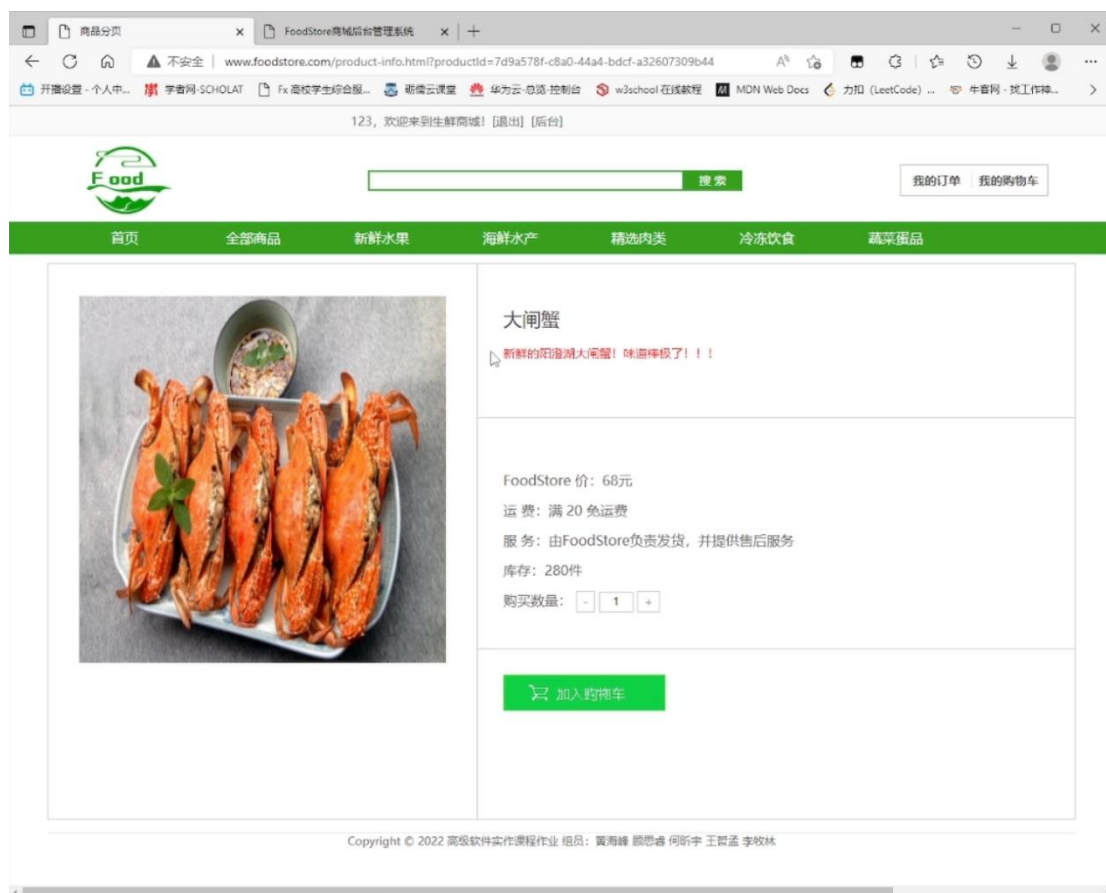 商品分页
FoodStore商城后台管理系统
不安全 | www.foodstore.com/product-info.html?productId=7d9a578f-c8a0-44a4-bdcf-a32607309b44
开播设置 - 个人中... 学者网-SCHOLAT Fx 高校学生综合服... 砺儒云课堂 华为云-总览-控制台 w3school 在线教程 MDN Web Docs 力扣 (LeetCode) ... 牛客网 - 找工作神...
123，欢迎来到生鲜商城! [退出] [后台]
Food
搜 索
我的订单 我的购物车
首页 全部商品 新鲜水果 海鲜水产 精选肉类 冷冻饮食 蔬菜蛋品
大闸蟹
新鲜的阳澄湖大闸蟹！味道棒极了！！！
FoodStore 价：68元
运 费：满 20 免运费
服 务：由FoodStore负责发货，并提供售后服务
库存：280件
购买数量： - 1 +
加入购物车
Copyright © 2022 高级软件实作课程作业 组员：黄海峰 顾思睿 何昕宇 王哲孟 李牧林